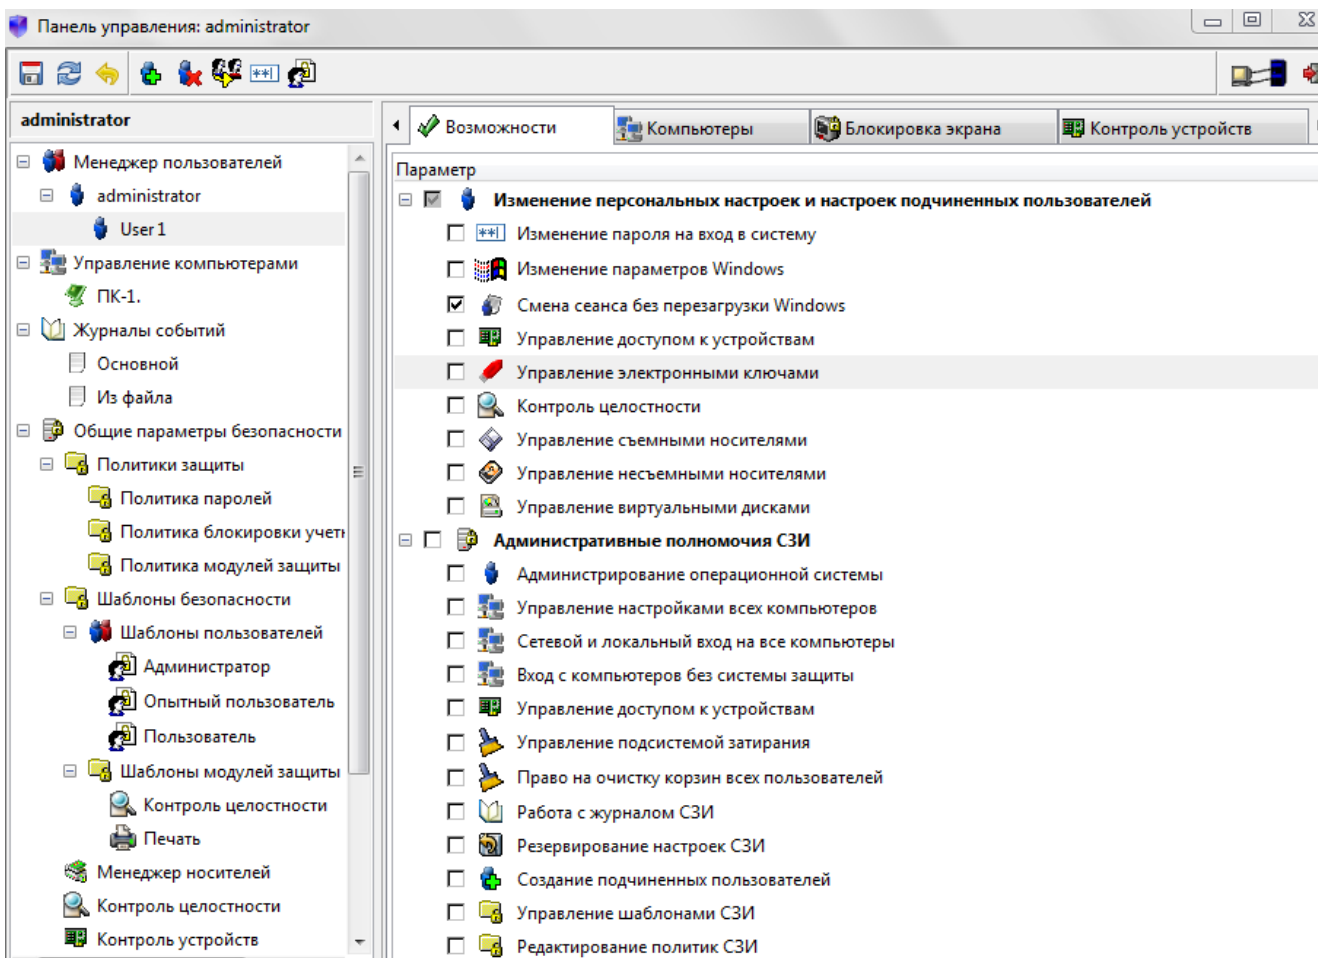 Панель управления: administrator
administrator
Менеджер пользователей
administrator
User1
Управление компьютерами
ПК-1.
Журналы событий
Основной
Из файла
Общие параметры безопасности
Политики защиты
Политика паролей
Политика блокировки учетн
Политика модулей защиты
Шаблоны безопасности
Шаблоны пользователей
Администратор
Опытный пользователь
Пользователь
Шаблоны модулей защиты
Контроль целостности
Печать
Менеджер носителей
Контроль целостности
Контроль устройств
Возможности
Компьютеры
Блокировка экрана
Контроль устройств
Параметр
Изменение персональных настроек и настроек подчиненных пользователей
Изменение пароля на вход в систему
Изменение параметров Windows
Смена сеанса без перезагрузки Windows
Управление доступом к устройствам
Управление электронными ключами
Контроль целостности
Управление съемными носителями
Управление несъемными носителями
Управление виртуальными дисками
Административные полномочия СЗИ
Администрирование операционной системы
Управление настройками всех компьютеров
Сетевой и локальный вход на все компьютеры
Вход с компьютеров без системы защиты
Управление доступом к устройствам
Управление подсистемой затирания
Право на очистку корзин всех пользователей
Работа с журналом СЗИ
Резервирование настроек СЗИ
Создание подчиненных пользователей
Управление шаблонами СЗИ
Редактирование политик СЗИ